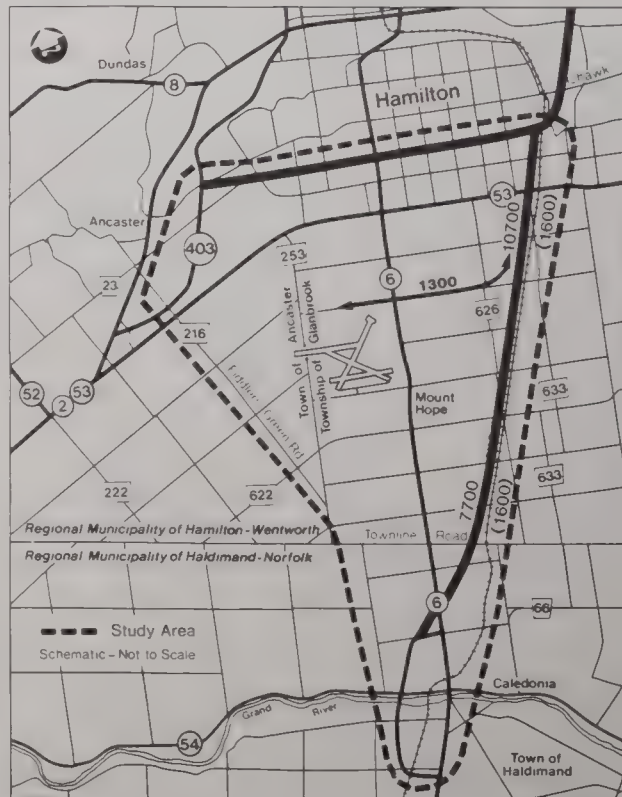 Dundas
8
Hamilton
Ancaster
53
403
253
10700
(1600)
23
6
1300
216
Town of Ancaster
Township of Glanbrook
626
52
2
53
Mount
Hope
633
222
622
7700
(1600)
633
Regional Municipality of Hamilton-Wentworth
Townline Road
Regional Municipality of Haldimand-Norfolk
6
66
Study Area
Schematic - Not to Scale
Caledonia
Grand River
54
Town of
Haldimand